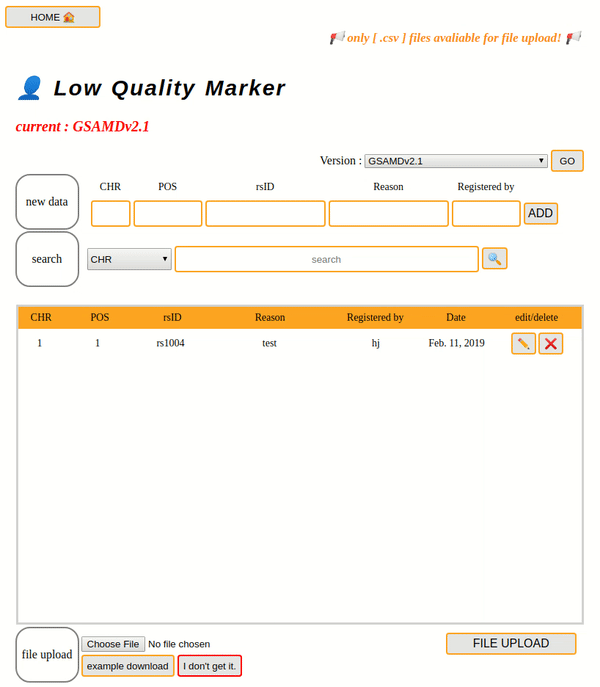 HOME
only [ .csv ] files avaliable for file upload!
Low Quality Marker
current : GSAMDv2.1
Version : GSAMDv2.1 GO
new data
CHR POS rsID Reason Registered by
ADD
search
CHR search
CHR POS rsID Reason Registered by Date edit/delete
1 1 rs1004 test hj Feb. 11, 2019
file upload
Choose File No file chosen
FILE UPLOAD
example download I don't get it.